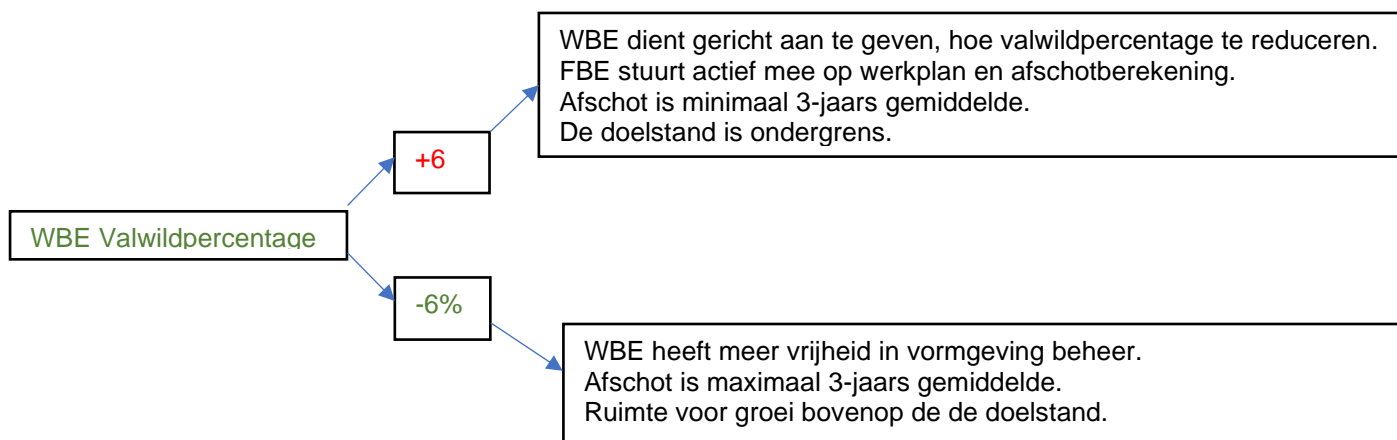 WBE dient gericht aan te geven, hoe valwildpercentage te reduceren.
FBE stuurt actief mee op werkplan en afschotberekening.
Afschot is minimaal 3-jaars gemiddelde.
De doelstand is ondergrens.
+6
WBE Valwildpercentage
-6%
WBE heeft meer vrijheid in vormgeving beheer.
Afschot is maximaal 3-jaars gemiddelde.
Ruimte voor groei bovenop de de doelstand.